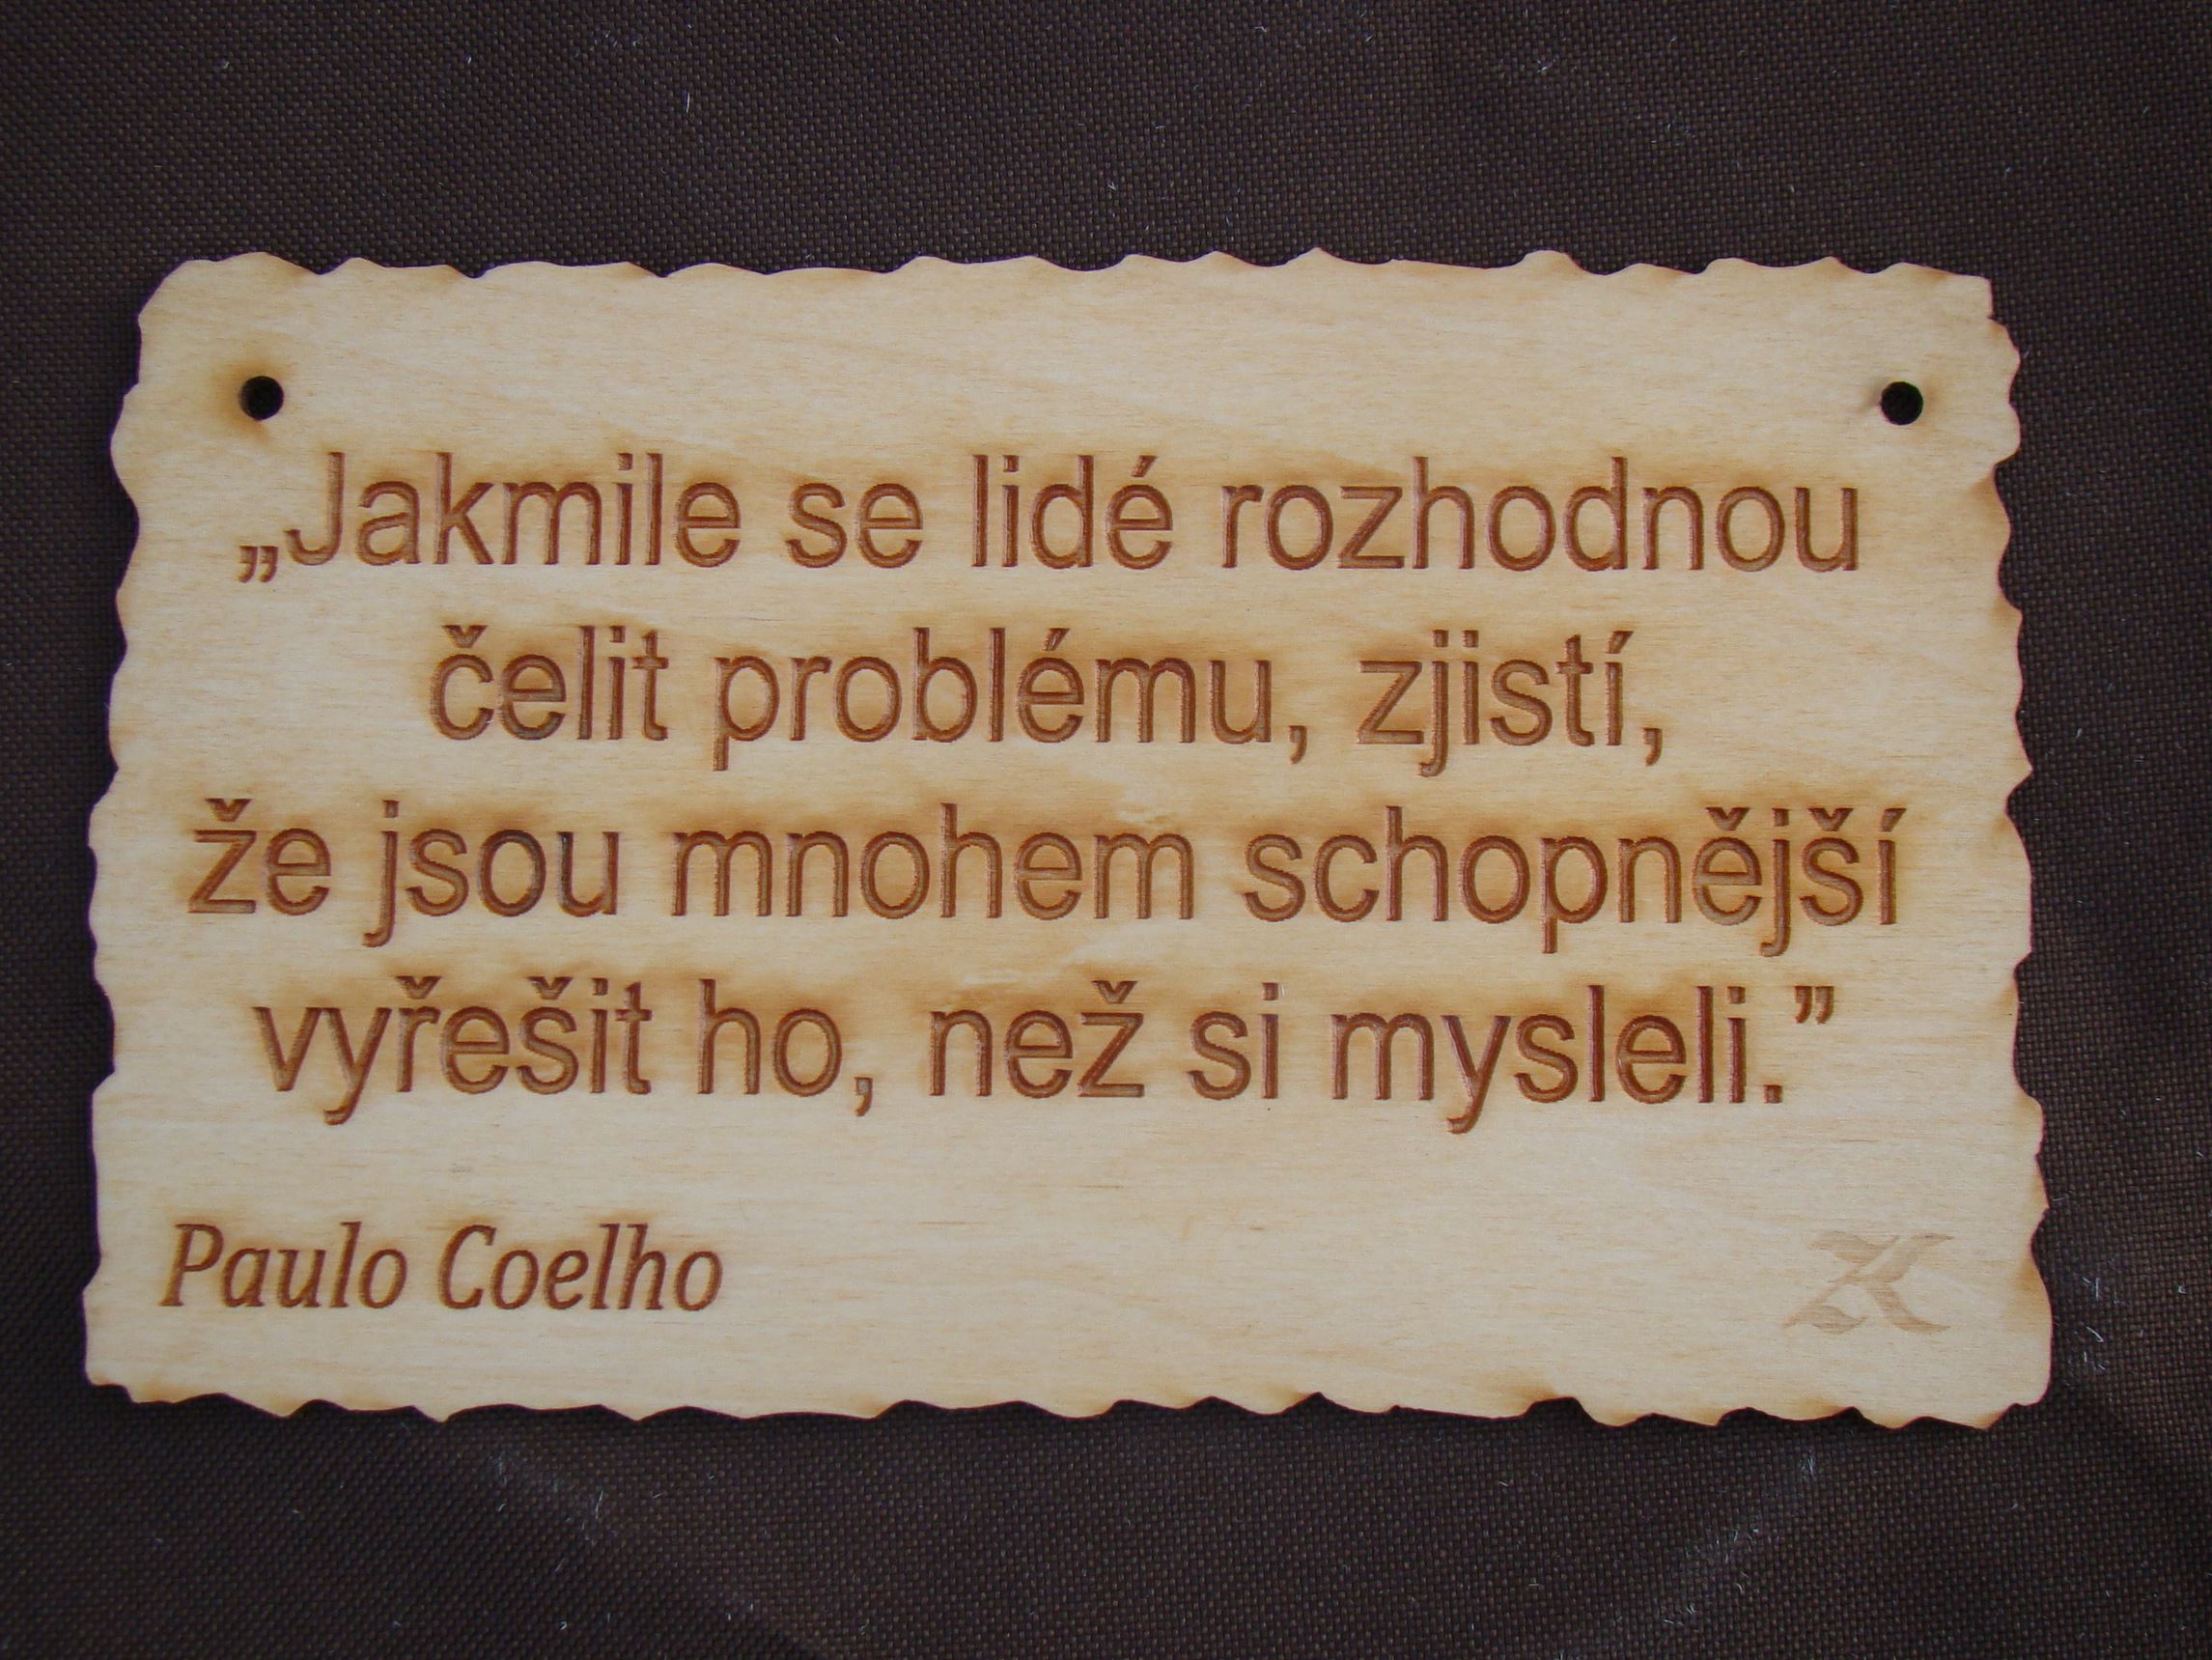 „Jakmile se lidé rozhodnou
čelit problému, zjistí,
že jsou mnohem schopnější
vyřešit ho, než si mysleli.”
Paulo Coelho
K